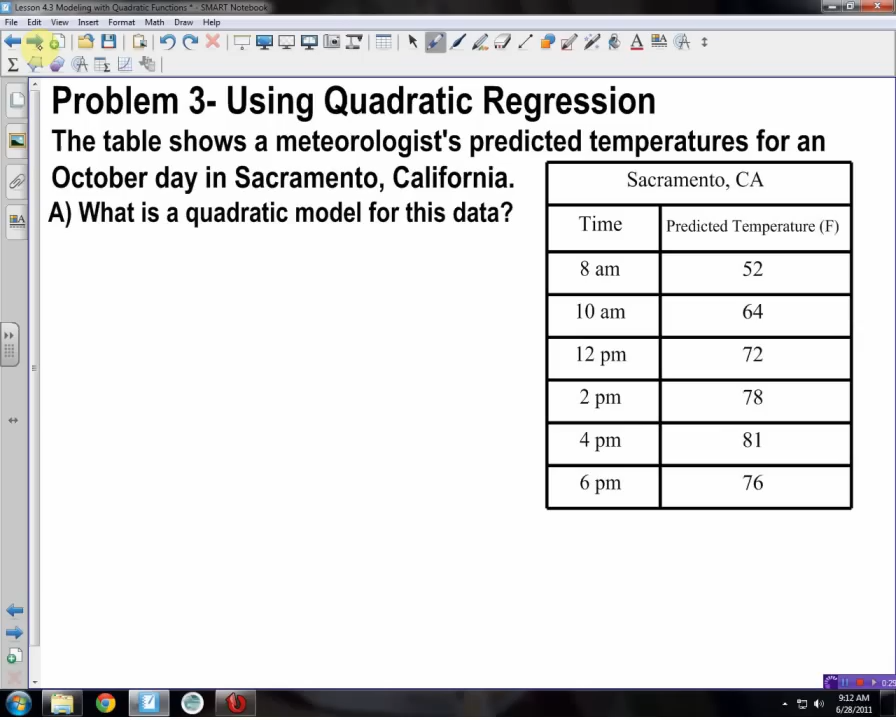 Lesson 4.3 Modeling with Quadratic Functions * - SMART Notebook
File Edit View Insert Format Math Draw Help
Problem 3- Using Quadratic Regression
The table shows a meteorologist's predicted temperatures for an
October day in Sacramento, California.
A) What is a quadratic model for this data?
Sacramento, CA
Time Predicted Temperature (F)
8 am 52
10 am 64
12 pm 72
2 pm 78
4 pm 81
6 pm 76
9:12 AM
6/28/2011